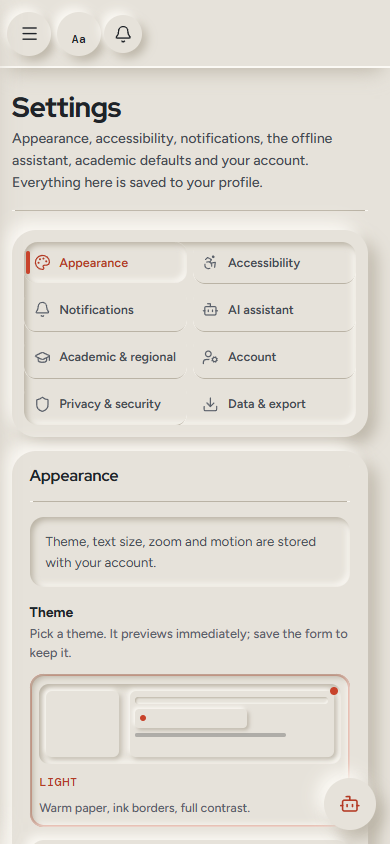 Aa
Settings
Appearance, accessibility, notifications, the offline
assistant, academic defaults and your account.
Everything here is saved to your profile.
Appearance
Accessibility
Notifications
AI assistant
Academic & regional
Account
Privacy & security
Data & export
Appearance
Theme, text size, zoom and motion are stored
with your account.
Theme
Pick a theme. It previews immediately; save the form to
keep it.
LIGHT
Warm paper, ink borders, full contrast.